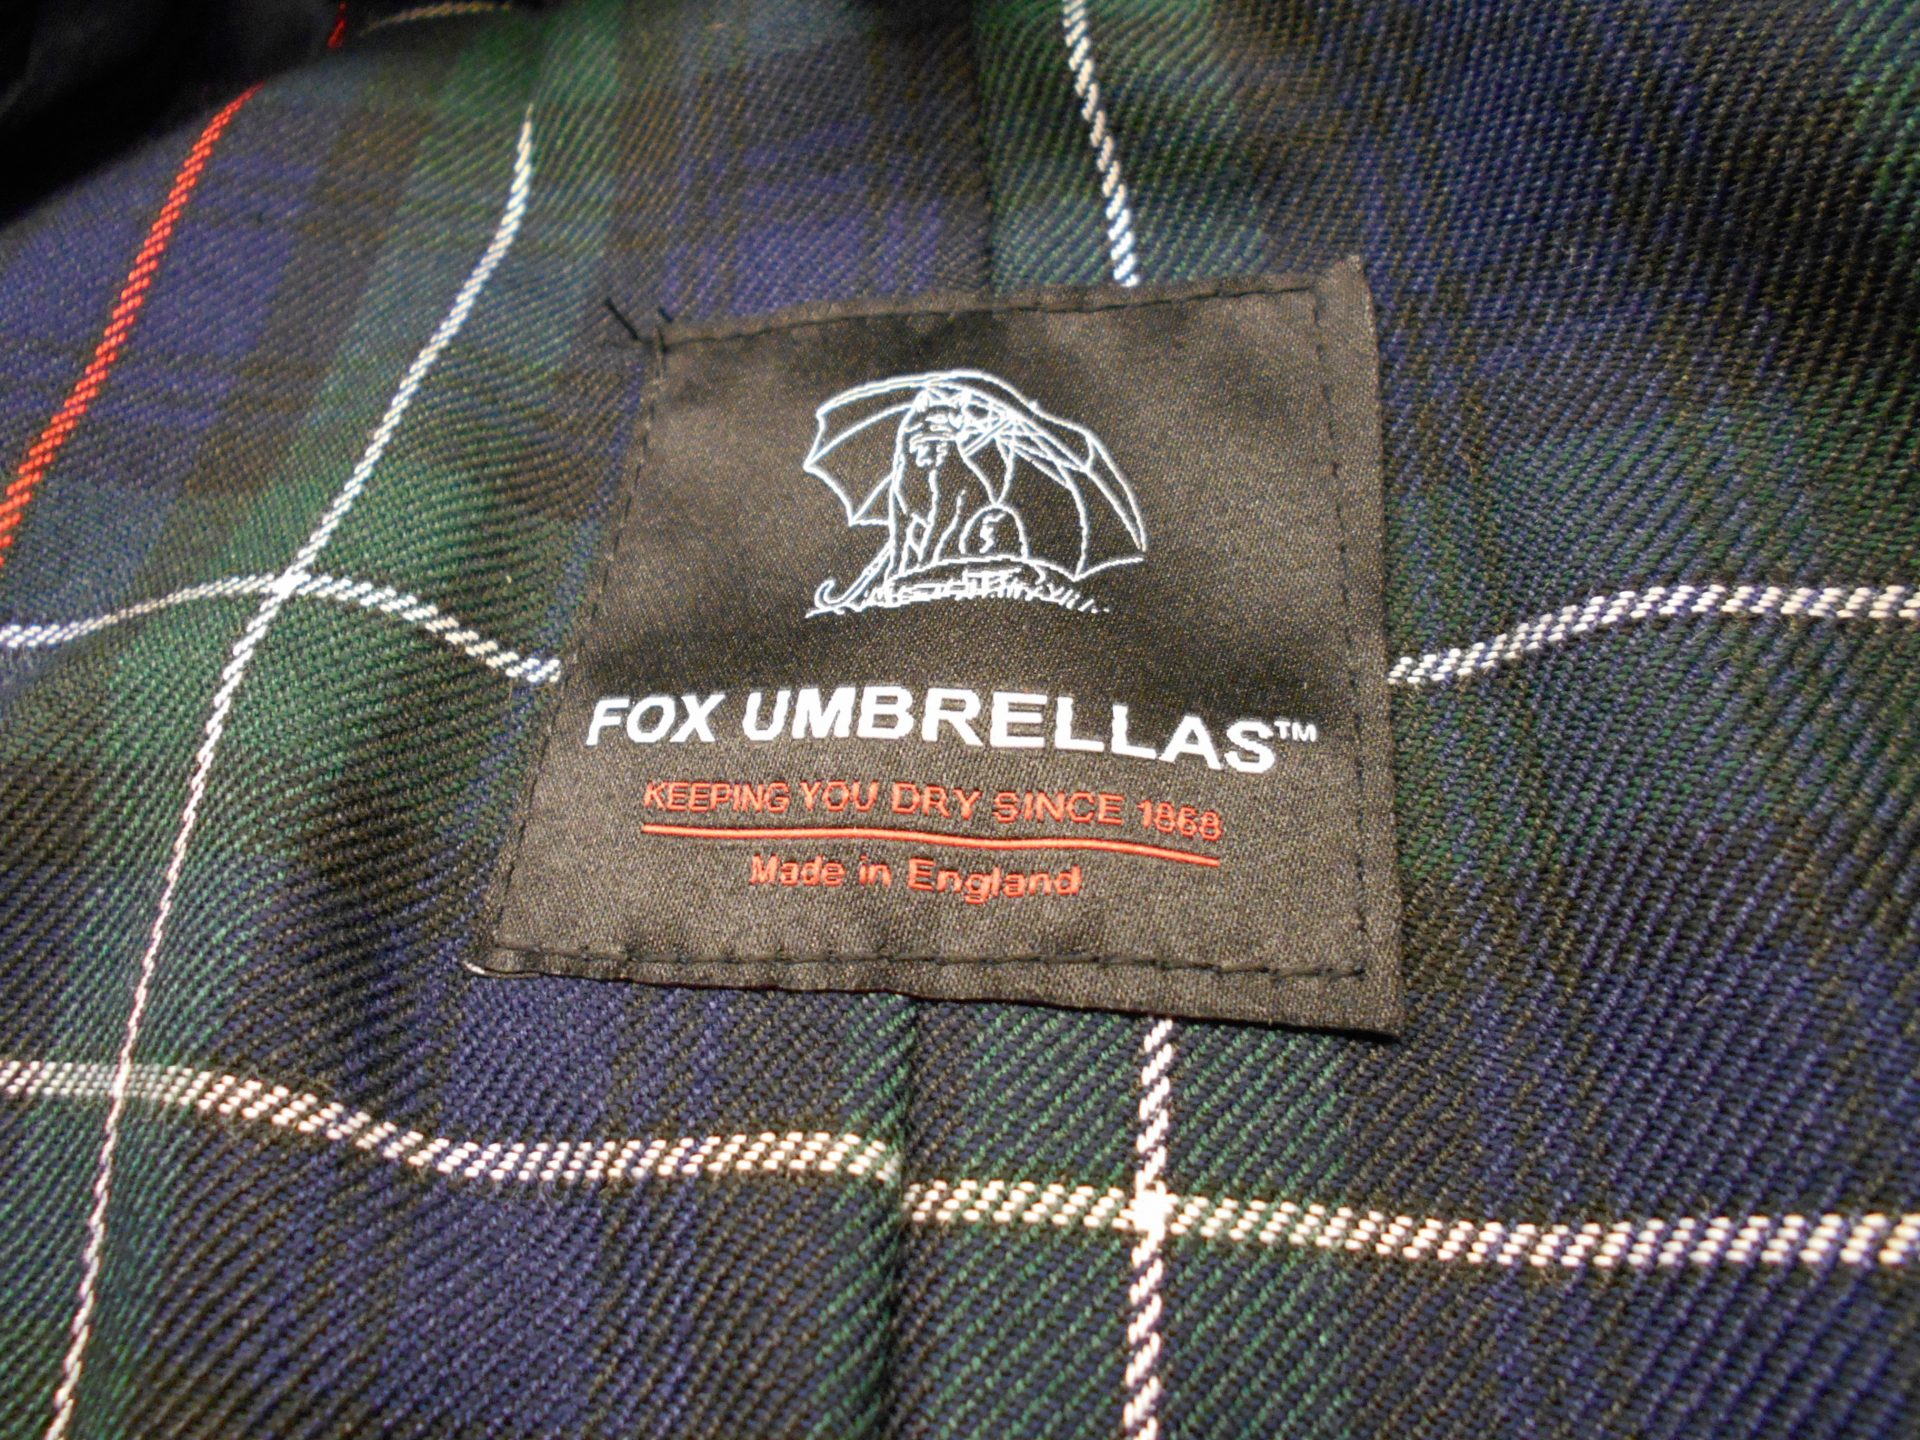 FOX UMBRELLAS™
KEEPING YOU DRY SINCE 1868
Made in England